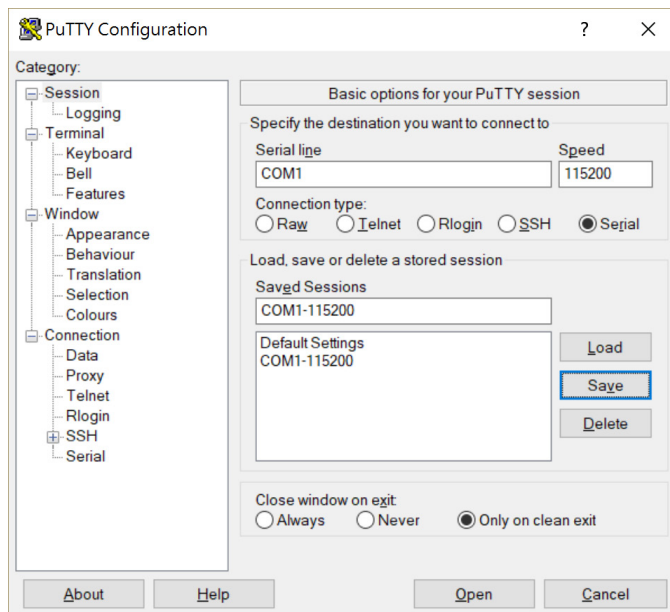 PuTTY Configuration
?
Category:
Session
Logging
Terminal
Keyboard
Bell
Features
Window
Appearance
Behaviour
Translation
Selection
Colours
Connection
Data
Proxy
Telnet
Rlogin
SSH
Serial
Basic options for your PuTTY session
Specify the destination you want to connect to
Serial line Speed
COM1 115200
Connection type:
Raw Telnet Rlogin SSH Serial
Load, save or delete a stored session
Saved Sessions
COM1-115200
Default Settings
COM1-115200
Load
Save
Delete
Close window on exit:
Always Never Only on clean exit
About Help Open Cancel